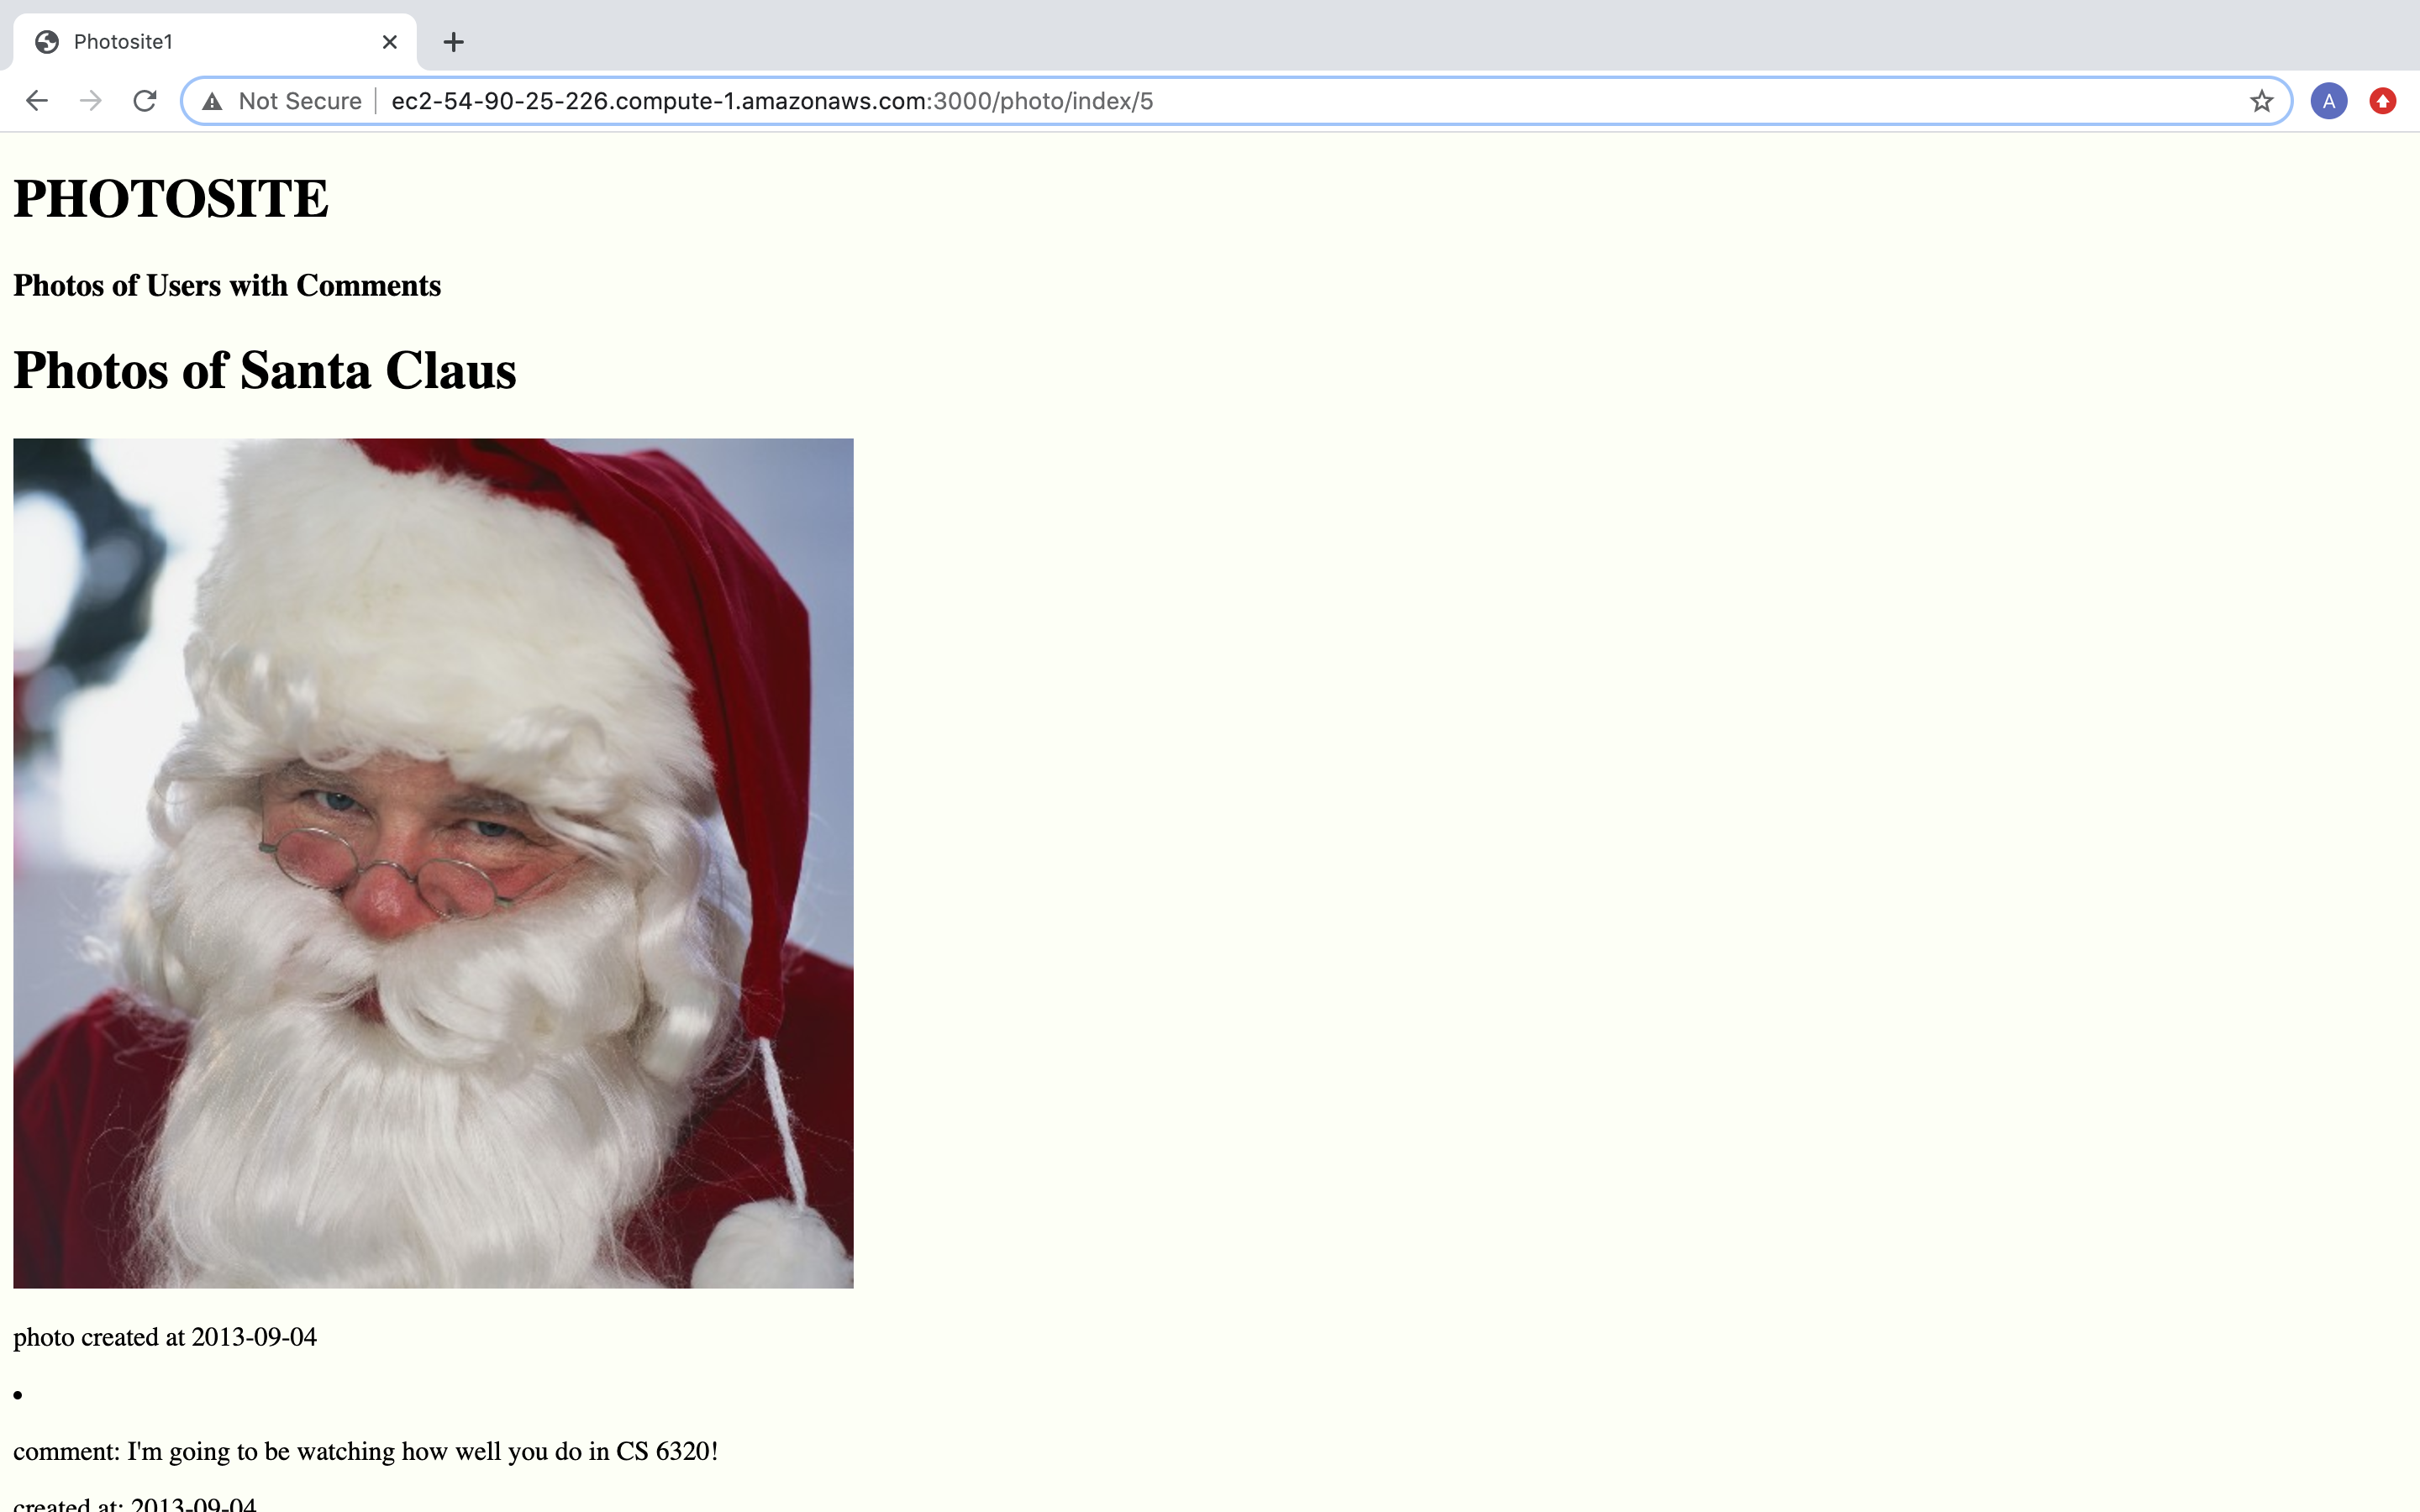 Photosite1
Not Secure ec2-54-90-25-226.compute-1.amazonaws.com:3000/photo/index/5
A
PHOTOSITE
Photos of Users with Comments
Photos of Santa Claus
photo created at 2013-09-04
comment: I'm going to be watching how well you do in CS 6320!
created at: 2013-09-04